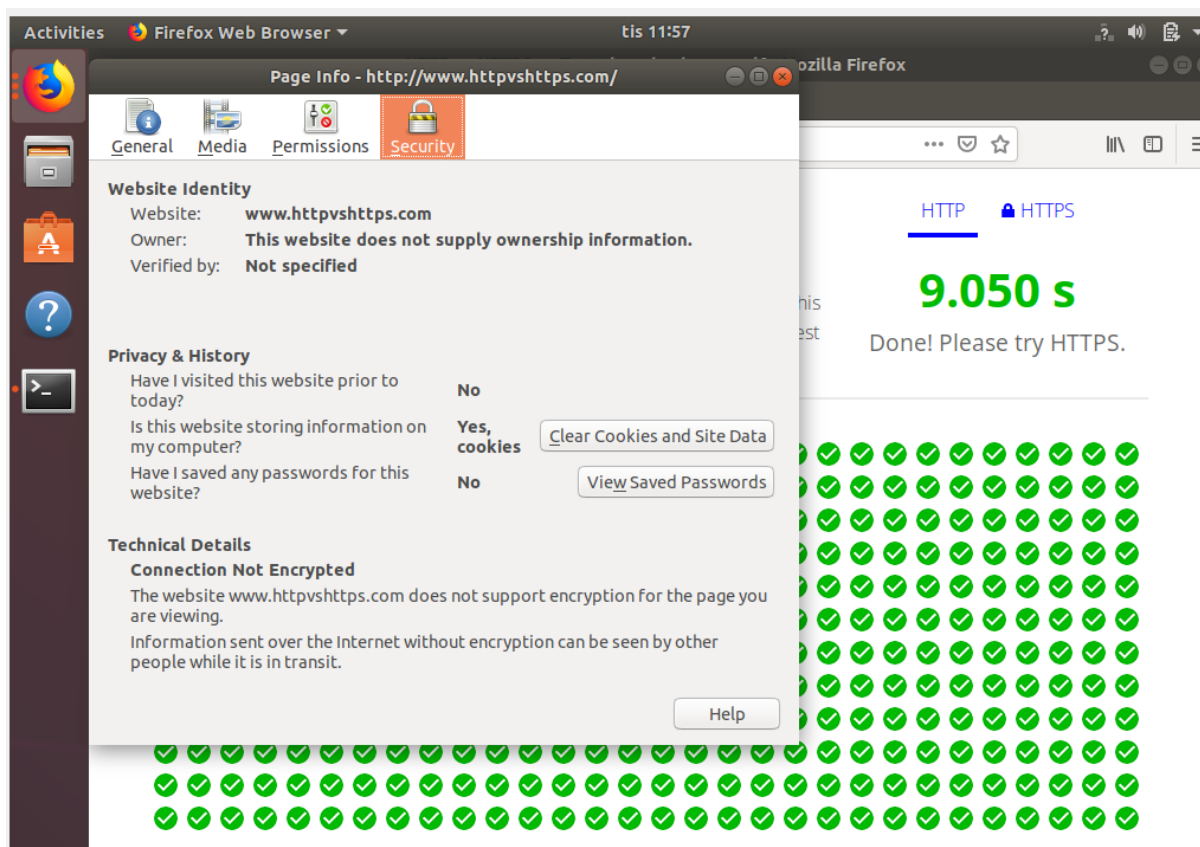 Activities Firefox Web Browser tis 11:57
Page Info - http://www.httpvshttps.com/
ozilla Firefox
General Media Permissions Security
Website Identity
Website: www.httpvshttps.com
Owner: This website does not supply ownership information.
Verified by: Not specified
Privacy & History
Have I visited this website prior to
today?
No
Is this website storing information on
my computer?
Yes,
cookies
Clear Cookies and Site Data
Have I saved any passwords for this
website?
No
View Saved Passwords
Technical Details
Connection Not Encrypted
The website www.httpvshttps.com does not support encryption for the page you
are viewing.
Information sent over the Internet without encryption can be seen by other
people while it is in transit.
Help
HTTP HTTPS
9.050 s
Done! Please try HTTPS.